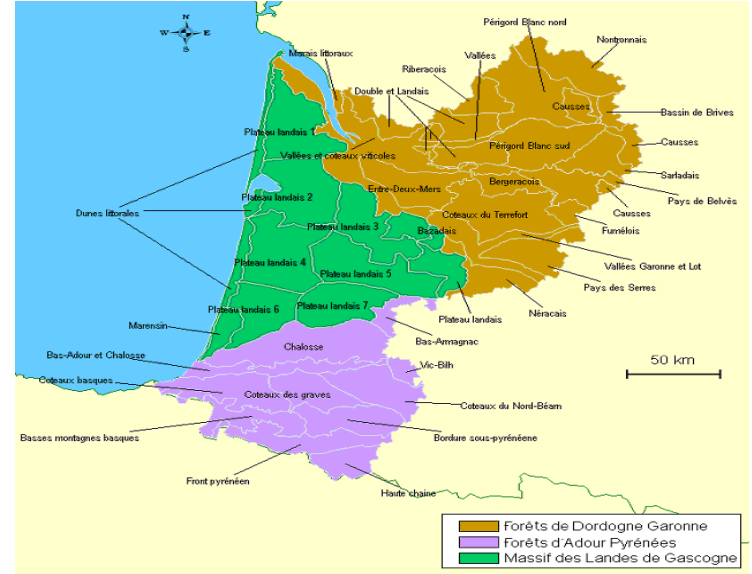 Périgord Blanc nord
N
W E
S
Nontronnais
Marais littoraux
Vallées
Riberacois
Double et Landais
Causses
Bassin de Brives
Plateau landais 1
Causses
Périgord Blanc sud
Vallées et coteaux viticoles
Sarladais
Bergeracois
Entre-Deux-Mers
Pays de Belvès
Plateau landais 2
Dunes littorales
Coteaux du Terrefort
Causses
Plateau landais 3
Bazadais
Fumélois
Plateau landais 4
Vallées Garonne et Lot
Plateau landais 5
Pays des Serres
Plateau landais 6
Plateau landais 7
Néracais
Plateau landais
Marensin
Bas-Armagnac
Chalosse
Bas-Adour et Chalosse
50 km
Vic-Bilh
Coteaux basques
Coteaux des graves
Coteaux du Nord-Béarn
Basses montagnes basques
Bordure sous-pyrénéene
Front pyrénéen
Haute chaine
Forêts de Dordogne Garonne
Forêts d'Adour Pyrénées
Massif des Landes de Gascogne